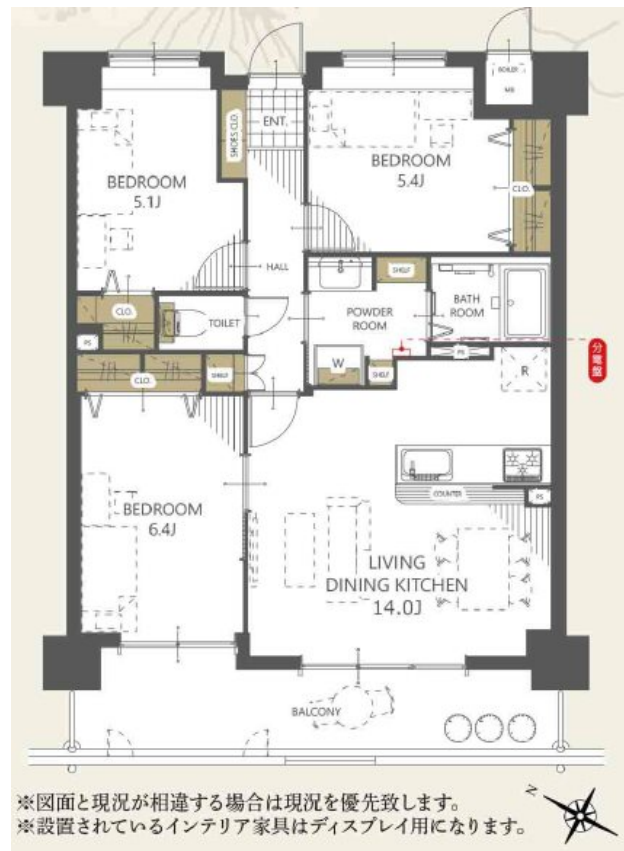 ENT.
SHOES CLO.
BOILER
MB
BEDROOM
5.1J
BEDROOM
5.4J
CLO.
HALL
SHELF
POWDER
ROOM
BATH
ROOM
CLO.
TOILET
PS
PS
W
SHELF
分電盤
CLO.
SHELF
R
COUNTER
PS
BEDROOM
6.4J
LIVING
DINING KITCHEN
14.0J
BALCONY
N
※図面と現況が相違する場合は現況を優先致します。
※設置されているインテリア家具はディスプレイ用になります。